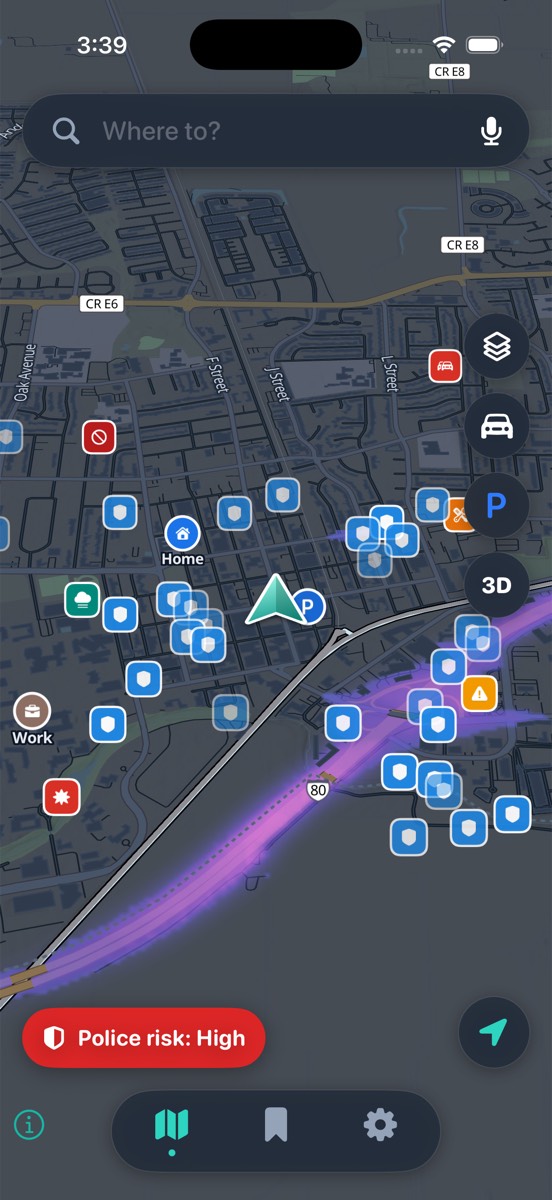 3:39
CR E8
Where to?
CR E8
CR E6
Oak Avenue
F Street
J Street
L Street
P
Home
3D
P
Work
80
Police risk: High
i